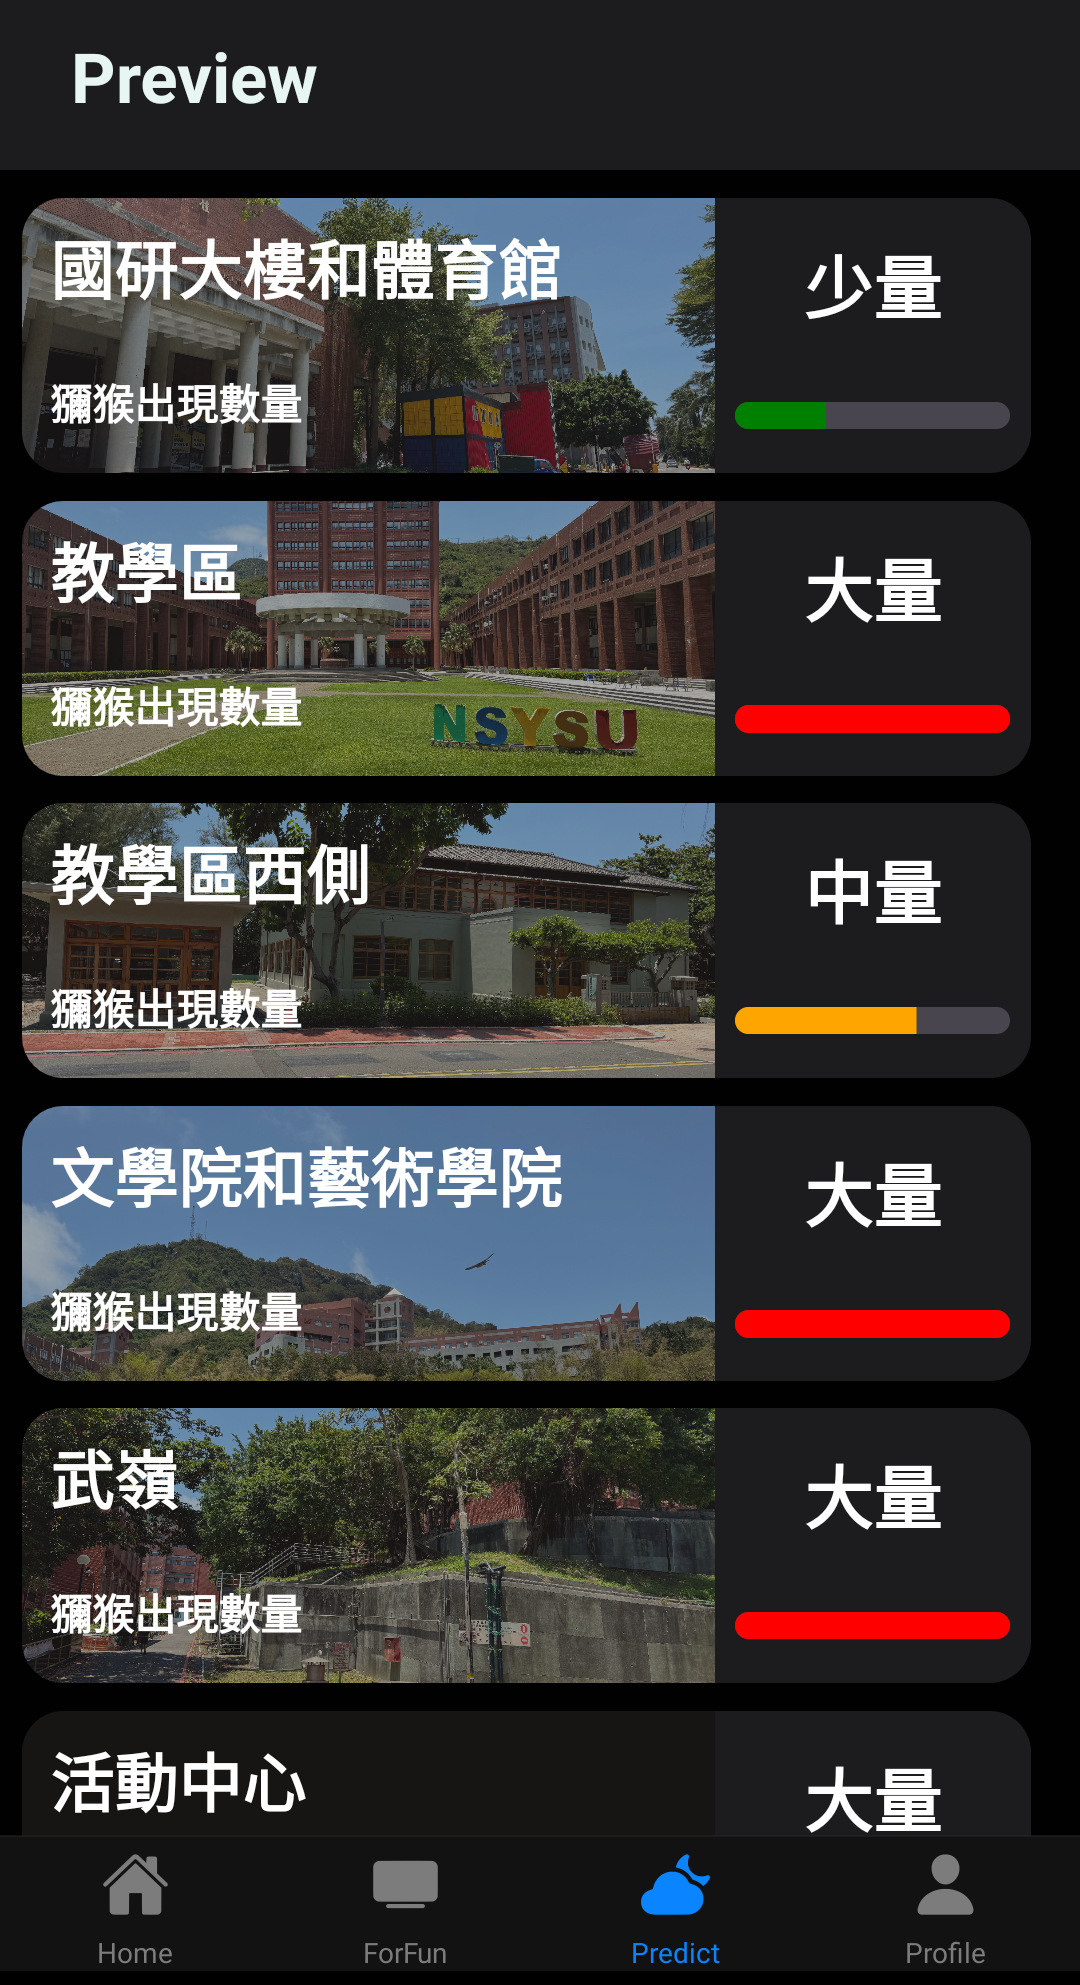 Preview
國研大樓和體育館
少量
獼猴出現數量
教學區
大量
獼猴出現數量
NSYSU
教學區西側
中量
獼猴出現數量
文學院和藝術學院
大量
獼猴出現數量
武嶺
大量
獼猴出現數量
活動中心
大量
Home
ForFun
Predict
Profile